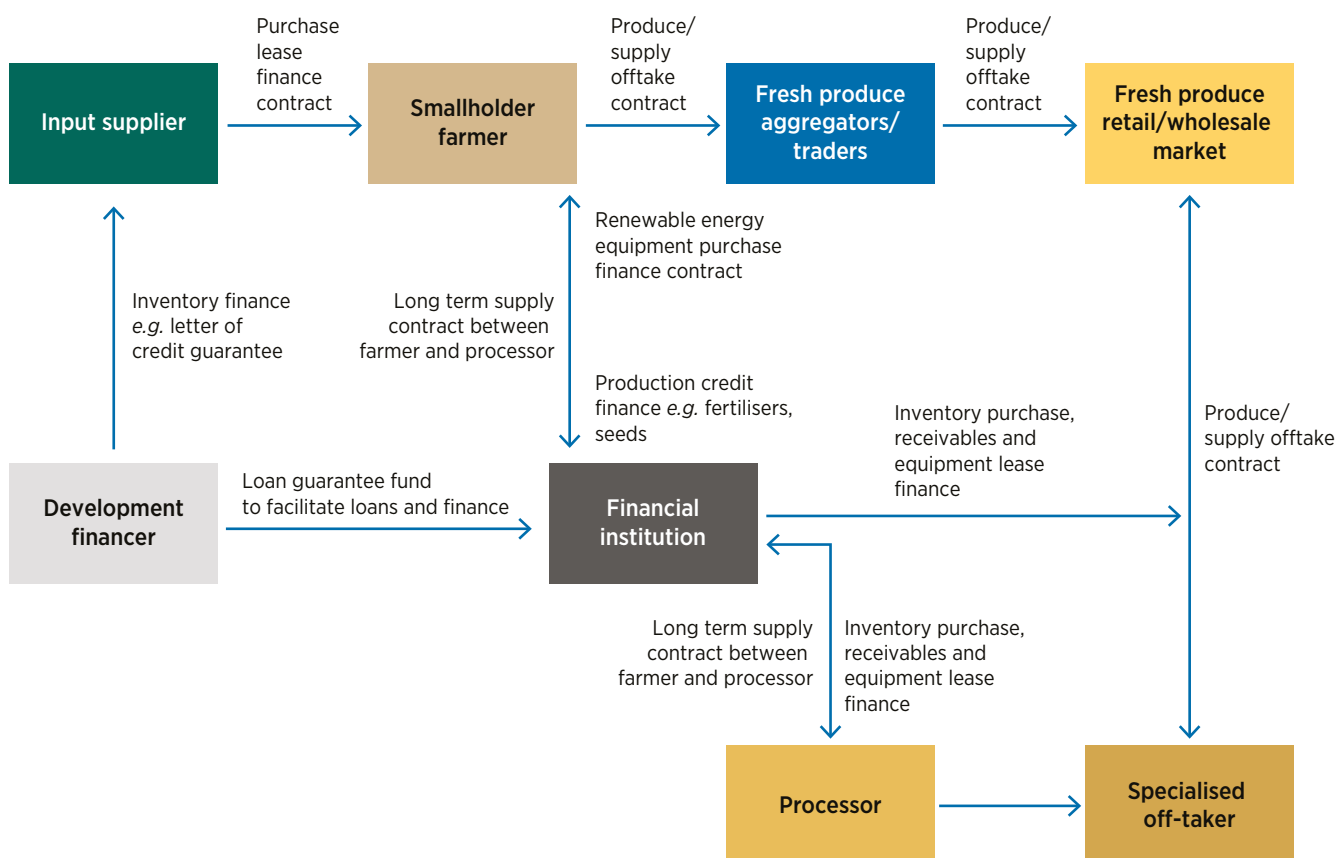 Purchase
lease
finance
contract
Produce/
supply
offtake
contract
Produce/
supply
offtake
contract
Input supplier
Smallholder
farmer
Fresh produce
aggregators/
traders
Fresh produce
retail/wholesale
market
Renewable energy
equipment purchase
finance contract
Inventory finance
e.g. letter of
credit guarantee
Long term supply
contract between
farmer and processor
Production credit
finance e.g. fertilisers,
seeds
Inventory purchase,
receivables and
equipment lease
finance
Produce/
supply offtake
contract
Development
financer
Loan guarantee fund
to facilitate loans and finance
Financial
institution
Long term supply
contract between
farmer and processor
Inventory purchase,
receivables and
equipment lease
finance
Processor
Specialised
off-taker